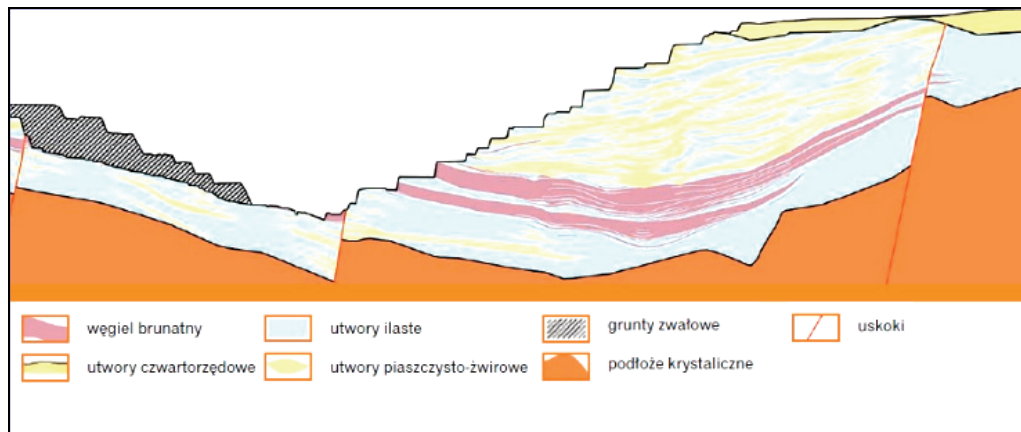 węgiel brunatny
utwory ilaste
grunty zwałowe
uskoki
utwory czwartorzędowe
utwory piaszczysto-żwirowe
podłoże krystaliczne